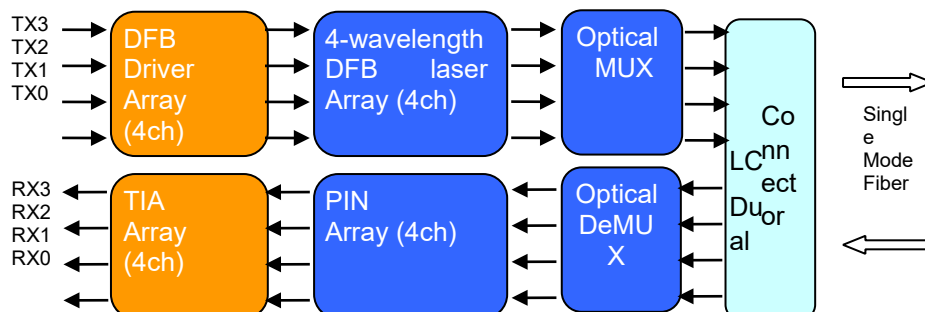 TX3
TX2
TX1
TX0
DFB
Driver
Array
(4ch)
4-wavelength
DFB laser
Array (4ch)
Optical
MUX
RX3
RX2
RX1
RX0
TIA
Array
(4ch)
PIN
Array (4ch)
Optical
DeMU
X
LC
Du
al
Co
nn
ect
or
Singl
e
Mode
Fiber